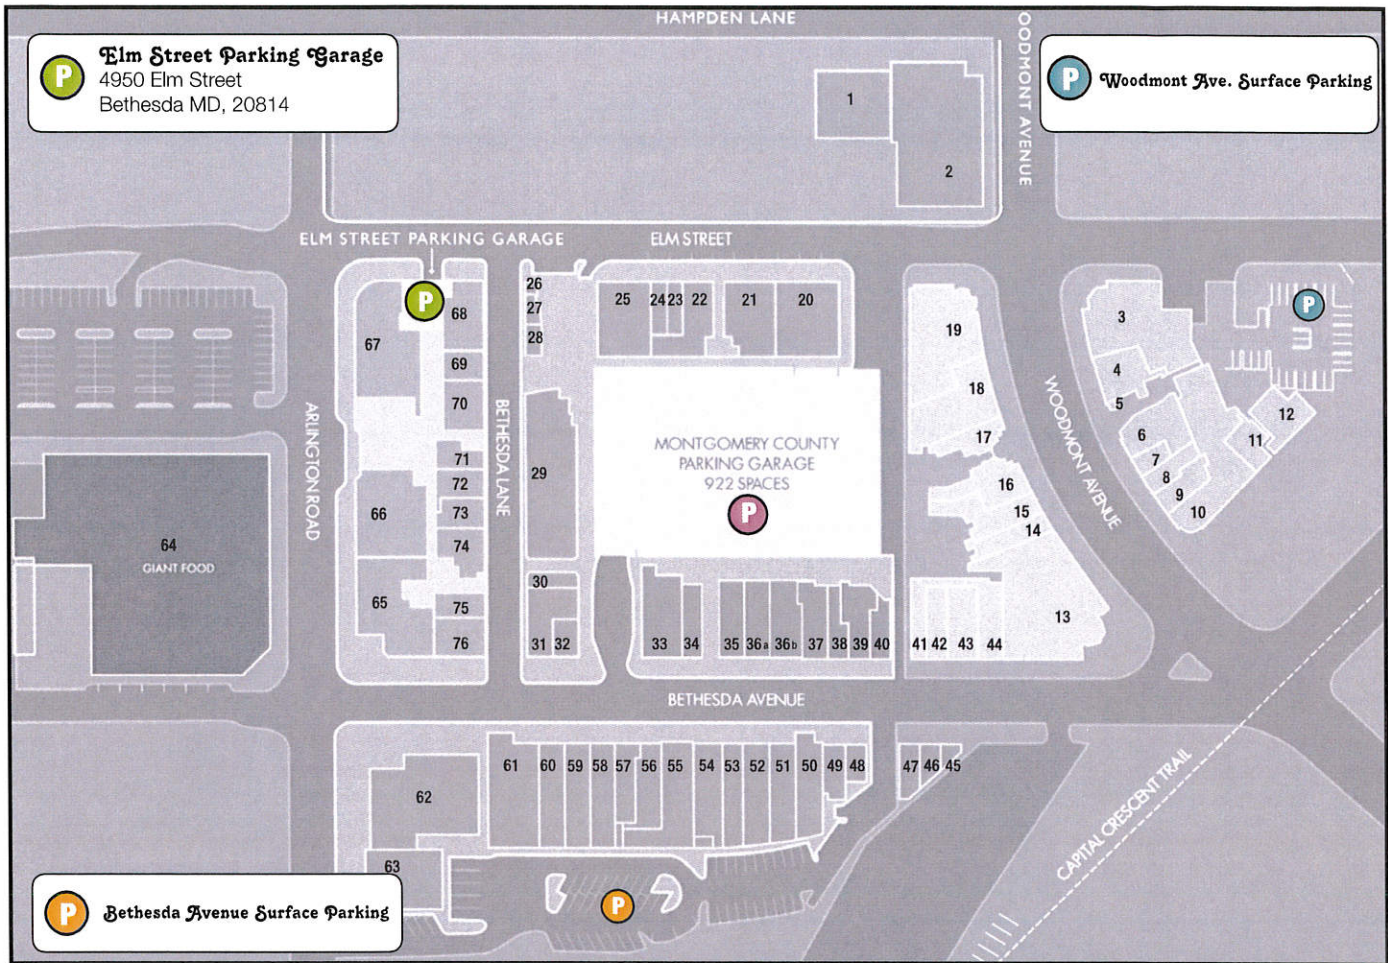 HAMPDEN LANE
OODMONT AVENUE
P
Elm Street Parking Garage
4950 Elm Street
Bethesda MD, 20814
P
Woodmont Ave. Surface Parking
1
2
ELM STREET PARKING GARAGE
ELM STREET
P
P
26
27
28
25
24
23
22
21
20
19
18
17
16
15
14
13
3
4
5
6
7
8
9
10
11
12
67
68
69
70
71
72
73
74
75
76
66
65
ARLINGTON ROAD
BETHESDA LANE
WOODMONT AVENUE
29
30
31
32
MONTGOMERY COUNTY
PARKING GARAGE
922 SPACES
P
64
GIANT FOOD
33
34
35
36a
36b
37
38
39
40
41
42
43
44
BETHESDA AVENUE
61
60
59
58
57
56
55
54
53
52
51
50
49
48
47
46
45
62
63
CAPITAL CRESCENT TRAIL
P
Bethesda Avenue Surface Parking
P